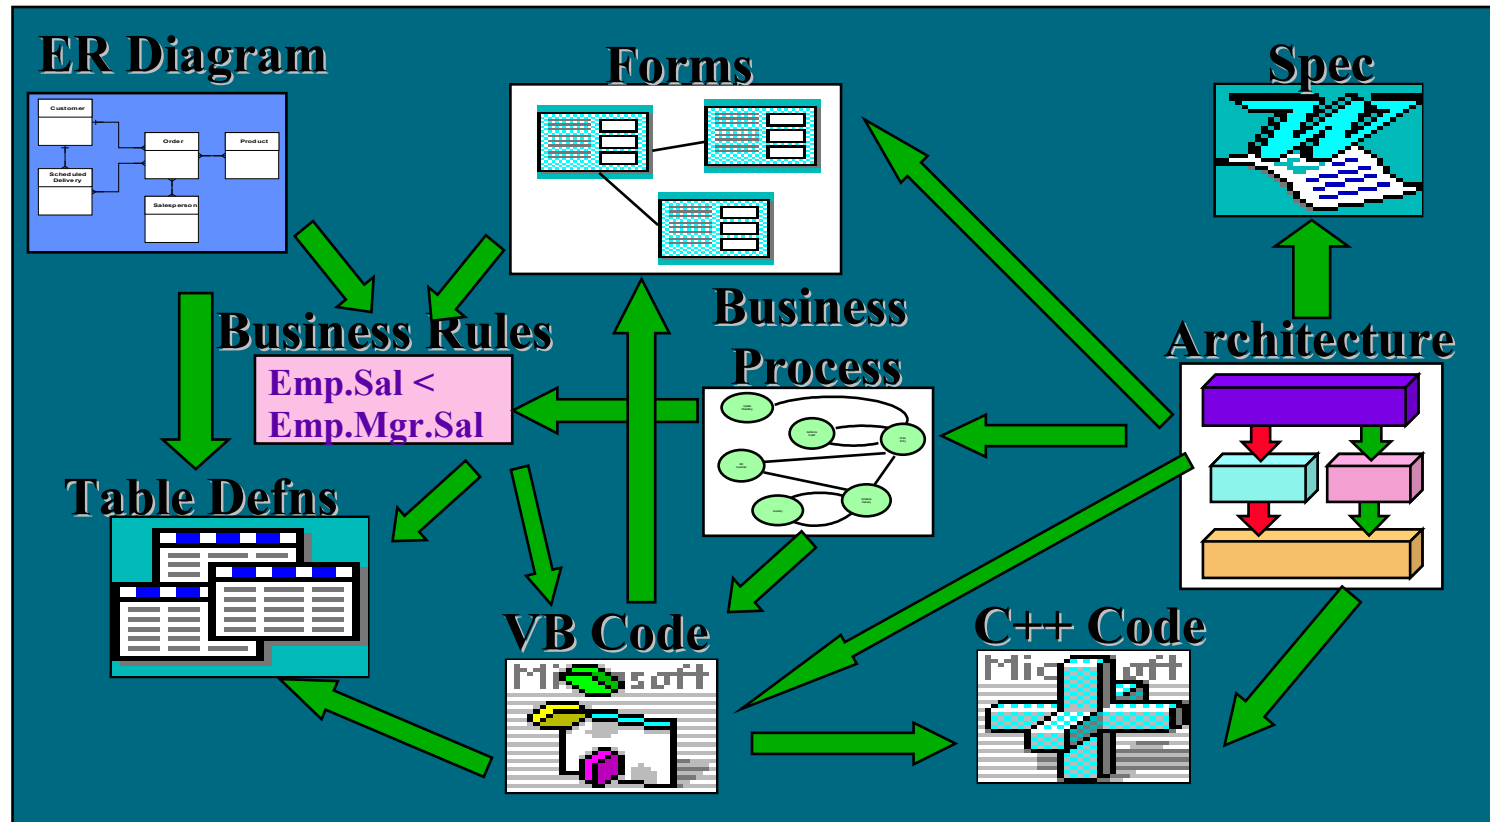 ER Diagram
Forms
Spec
Customer
Order
Product
Scheduled
Delivery
Salesperson
Business Rules
Emp.Sal <
Emp.Mgr.Sal
Business
Process
Architecture
Table Defns
VB Code
C++ Code